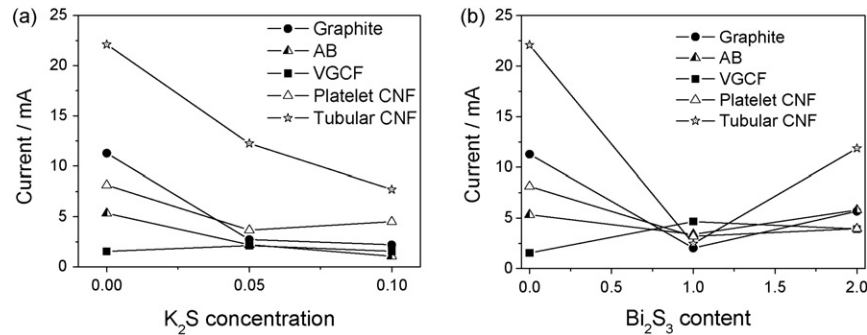 (a)
25
20
15
10
5
0
Current / mA
Graphite
AB
VGCF
Platelet CNF
Tubular CNF
0.00 0.05 0.10
K₂S concentration
(b)
25
20
15
10
5
0
Current / mA
Graphite
AB
VGCF
Platelet CNF
Tubular CNF
0.0 0.5 1.0 1.5 2.0
Bi₂S₃ content